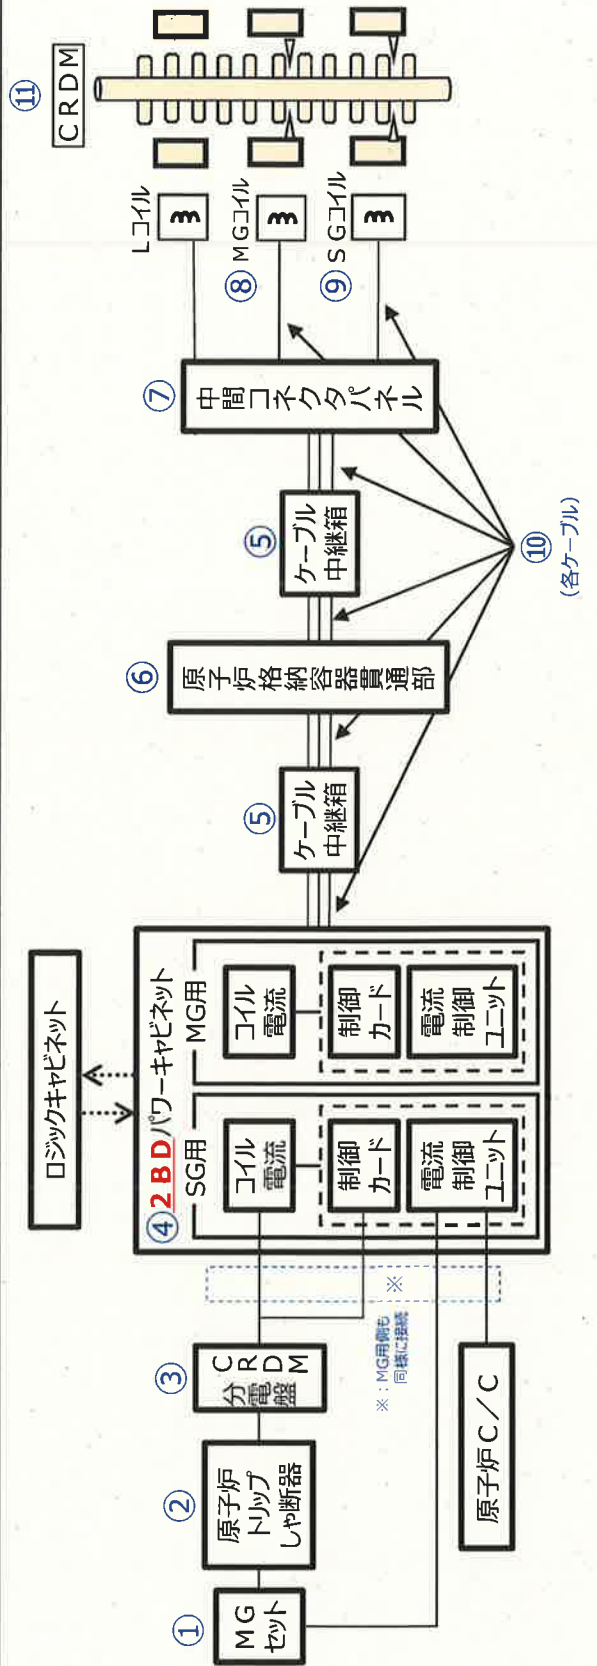 ①
MG
セット
②
原子炉
トリップ
しゃ断器
③
CRDM
分電盤
原子炉C/C
※
※：MG用側も
同様に接続
ロジックキャビネット
④2BDパワーキャビネット
SG用
コイル
電流
制御
カード
電流
制御
ユニット
MG用
コイル
電流
制御
カード
電流
制御
ユニット
⑤
ケーブル
中継箱
⑥
原子炉格納容器貫通部
⑤
ケーブル
中継箱
⑦
中間コネクタパネル
⑩
(各ケーブル)
Lコイル
⑧
MGコイル
⑨
SGコイル
⑪
CRDM